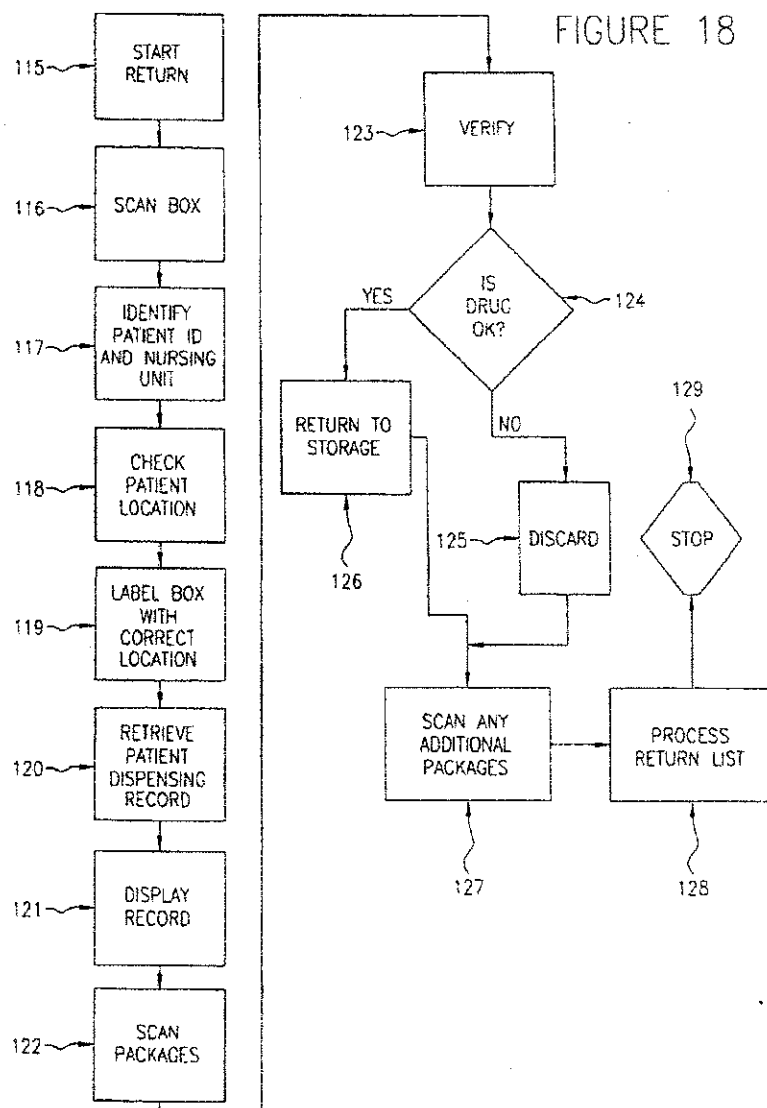 FIGURE 18
115
START
RETURN
116
SCAN BOX
117
IDENTIFY
PATIENT ID
AND NURSING
UNIT
118
CHECK
PATIENT
LOCATION
119
LABEL BOX
WITH
CORRECT
LOCATION
120
RETRIEVE
PATIENT
DISPENSING
RECORD
121
DISPLAY
RECORD
122
SCAN
PACKAGES
123
VERIFY
124
IS
DRUG
OK?
YES
NO
RETURN TO
STORAGE
126
125
DISCARD
129
STOP
SCAN ANY
ADDITIONAL
PACKAGES
127
PROCESS
RETURN LIST
128